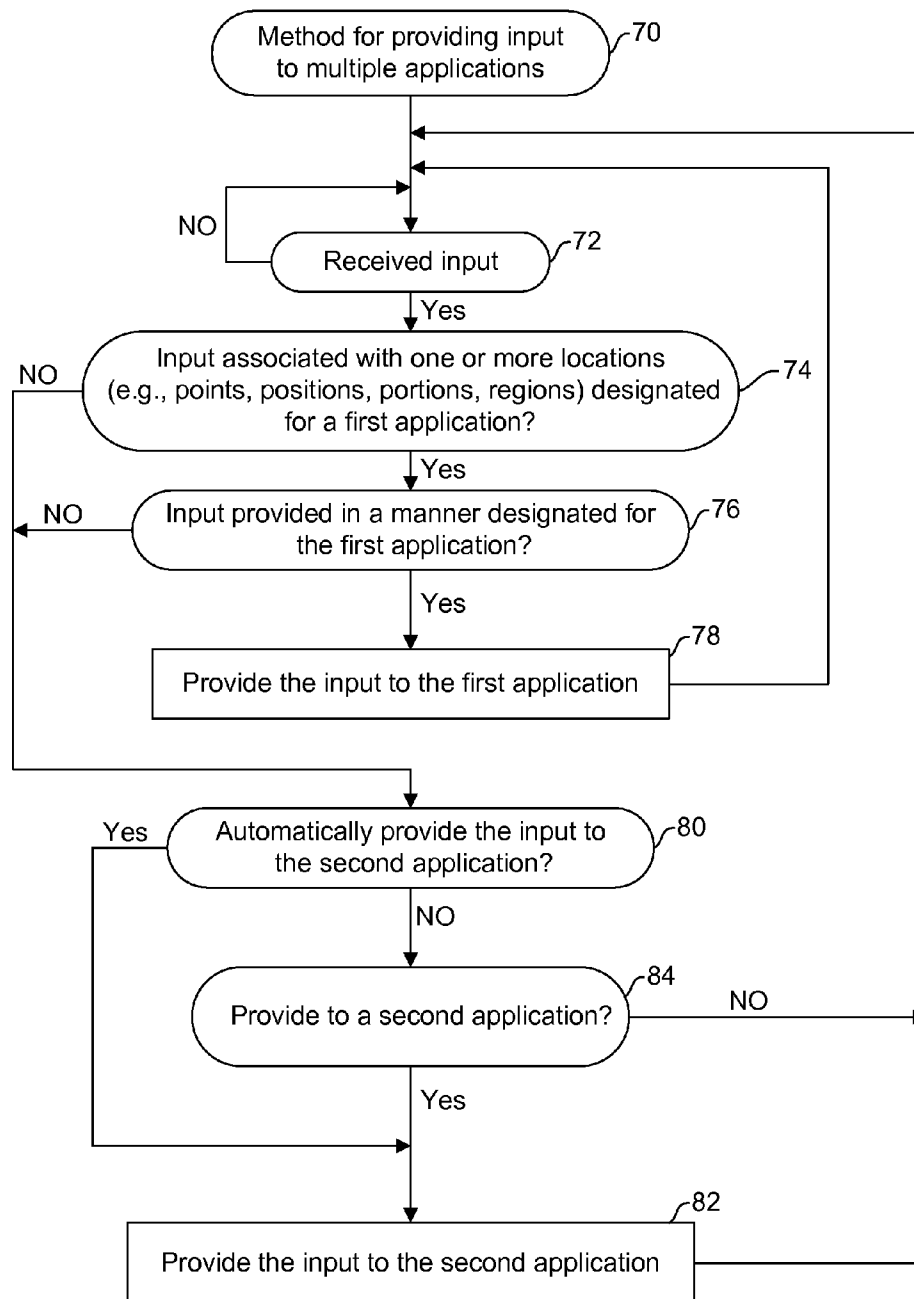 Method for providing input
to multiple applications
70
NO
Received input
72
Yes
NO
Input associated with one or more locations
(e.g., points, positions, portions, regions) designated
for a first application?
74
Yes
NO
Input provided in a manner designated for
the first application?
76
Yes
78
Provide the input to the first application
Yes
Automatically provide the input to
the second application?
80
NO
84
Provide to a second application?
NO
Yes
82
Provide the input to the second application